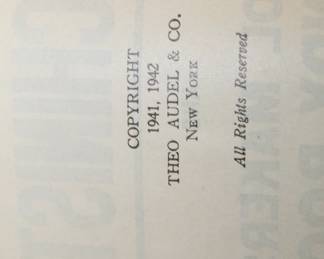 COPYRIGHT
1941, 1942
THEO AUDEL & CO.
NEW YORK
All Rights Reserved